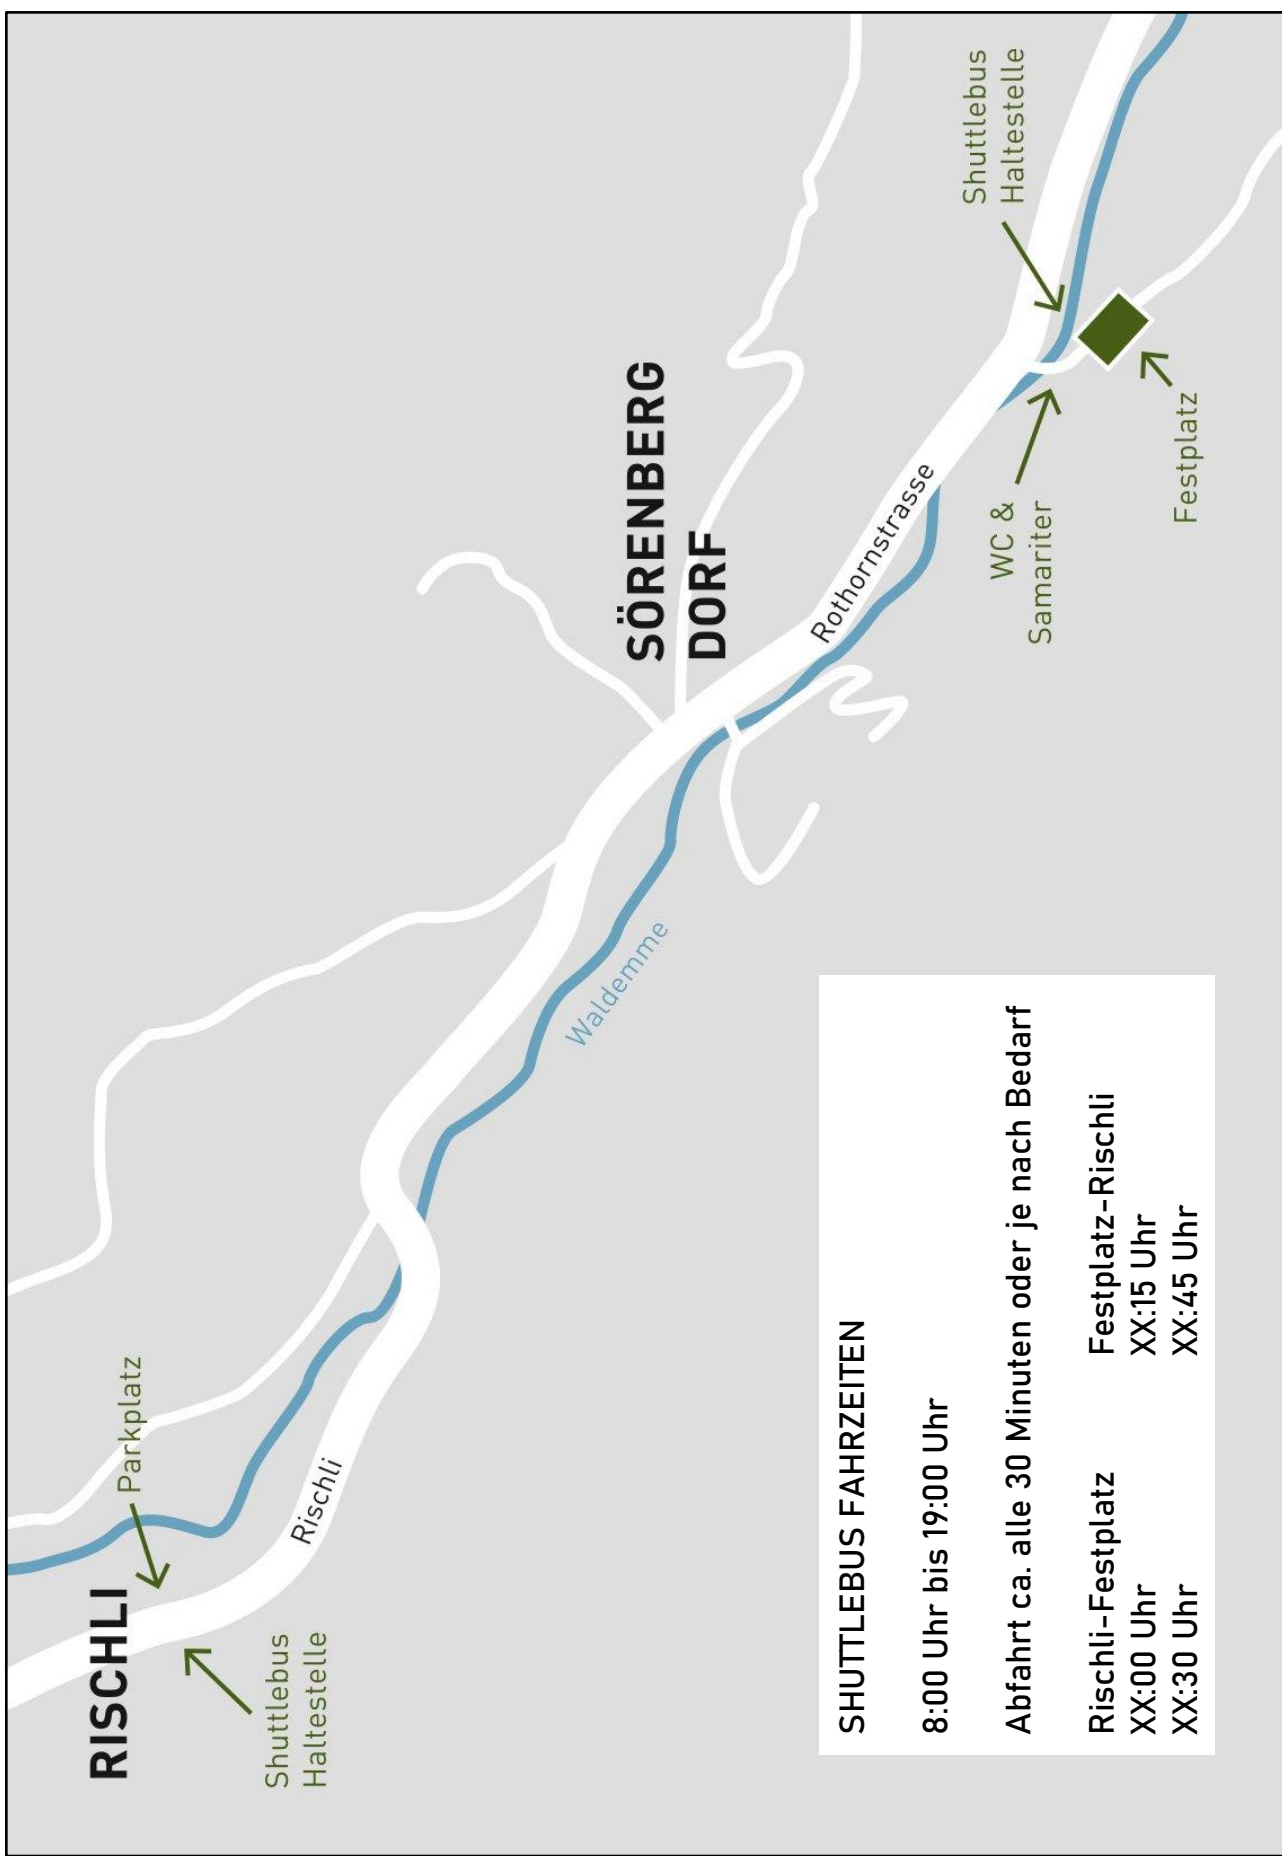 RISCHLI
Parkplatz
Shuttlebus
Haltestelle
Rischli
Waldemme
SÖRENBERG
DORF
Rothornstrasse
Shuttlebus
Haltestelle
WC &
Samariter
Festplatz
SHUTTLEBUS FAHRZEITEN
8:00 Uhr bis 19:00 Uhr
Abfahrt ca. alle 30 Minuten oder je nach Bedarf
Rischli-Festplatz
XX:00 Uhr
XX:30 Uhr
Festplatz-Rischli
XX:15 Uhr
XX:45 Uhr